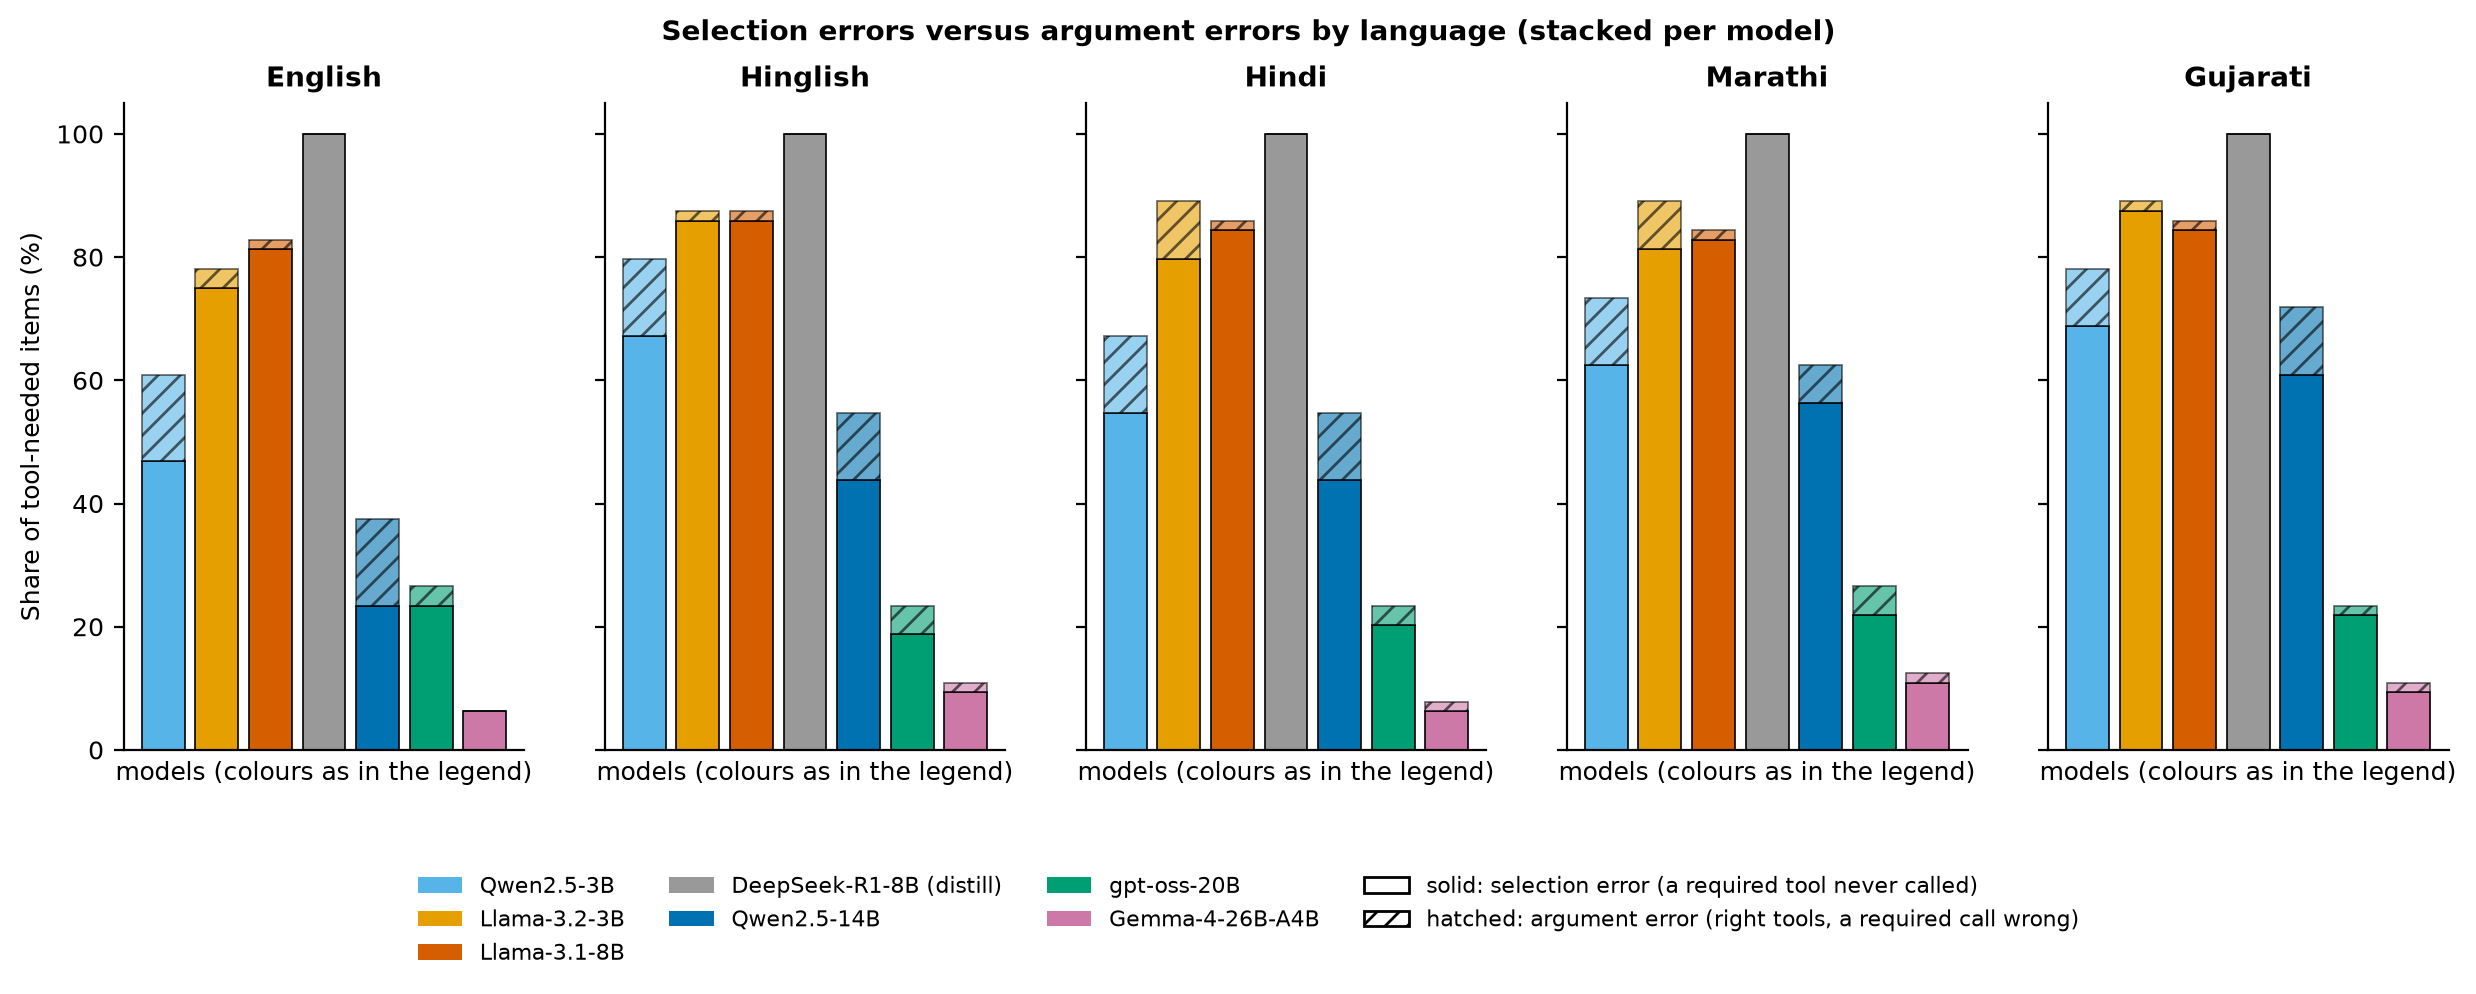 Selection errors versus argument errors by language (stacked per model)
English
Hinglish
Hindi
Marathi
Gujarati
Share of tool-needed items (%)
100
80
60
40
20
0
models (colours as in the legend)
models (colours as in the legend)
models (colours as in the legend)
models (colours as in the legend)
models (colours as in the legend)
Qwen2.5-3B
Llama-3.2-3B
Llama-3.1-8B
DeepSeek-R1-8B (distill)
Qwen2.5-14B
gpt-oss-20B
Gemma-4-26B-A4B
solid: selection error (a required tool never called)
hatched: argument error (right tools, a required call wrong)